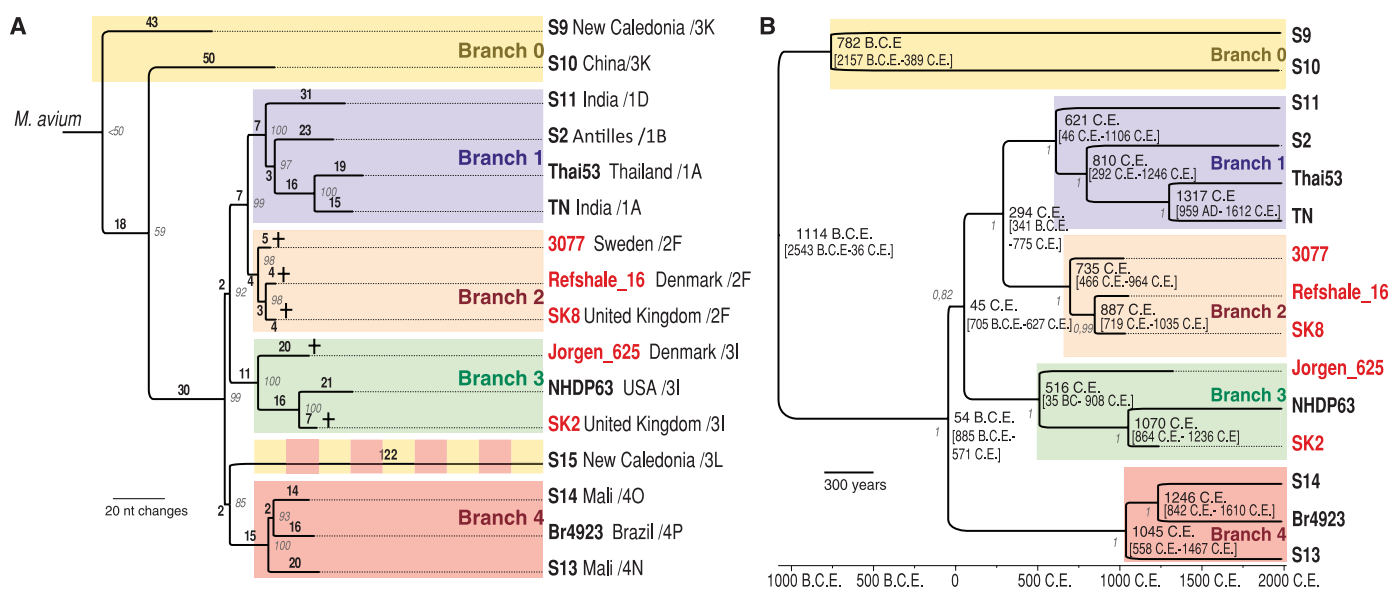 A
M. avium
43
S9 New Caledonia /3K
Branch 0
50
S10 China/3K
<50
18
59
31
S11 India /1D
7
100
23
S2 Antilles /1B
97
3
Branch 1
19
Thai53 Thailand /1A
16
100
15
TN India /1A
7
99
5 +
3077 Sweden /2F
98
4 +
4
Refshale_16 Denmark /2F
98
Branch 2
3
+
4
SK8 United Kingdom /2F
2
92
20 +
Jorgen_625 Denmark /3I
11
100
Branch 3
21
NHDP63 USA /3I
16
100
7 +
SK2 United Kingdom /3I
30
99
122
S15 New Caledonia /3L
2
85
14
S14 Mali /4O
2
93
Branch 4
16
Br4923 Brazil /4P
15
100
20
S13 Mali /4N
20 nt changes
B
782 B.C.E
[2157 B.C.E-389 C.E.]
Branch 0
S9
S10
1114 B.C.E.
[2543 B.C.E-36 C.E.]
621 C.E.
[46 C.E.-1106 C.E.]
1
S11
810 C.E.
[292 C.E.-1246 C.E.]
1
Branch 1
S2
1317 C.E
[959 AD- 1612 C.E.]
1
Thai53
TN
294 C.E.
[341 B.C.E.
-775 C.E.]
1
735 C.E.
[466 C.E.-964 C.E.]
1
3077
887 C.E.
[719 C.E.-1035 C.E.]
0,99
Branch 2
Refshale_16
SK8
0,82
45 C.E.
[705 B.C.E.-627 C.E.]
516 C.E.
[35 BC- 908 C.E.]
1
Branch 3
Jorgen_625
1070 C.E.
[864 C.E.- 1236 C.E]
1
NHDP63
SK2
54 B.C.E.
[885 B.C.E.-
571 C.E.]
1
1246 C.E.
[842 C.E.- 1610 C.E.]
1
S14
Br4923
1045 C.E.
[558 C.E.-1467 C.E.]
1
Branch 4
S13
300 years
1000 B.C.E. 500 B.C.E. 0 500 C.E. 1000 C.E. 1500 C.E. 2000 C.E.